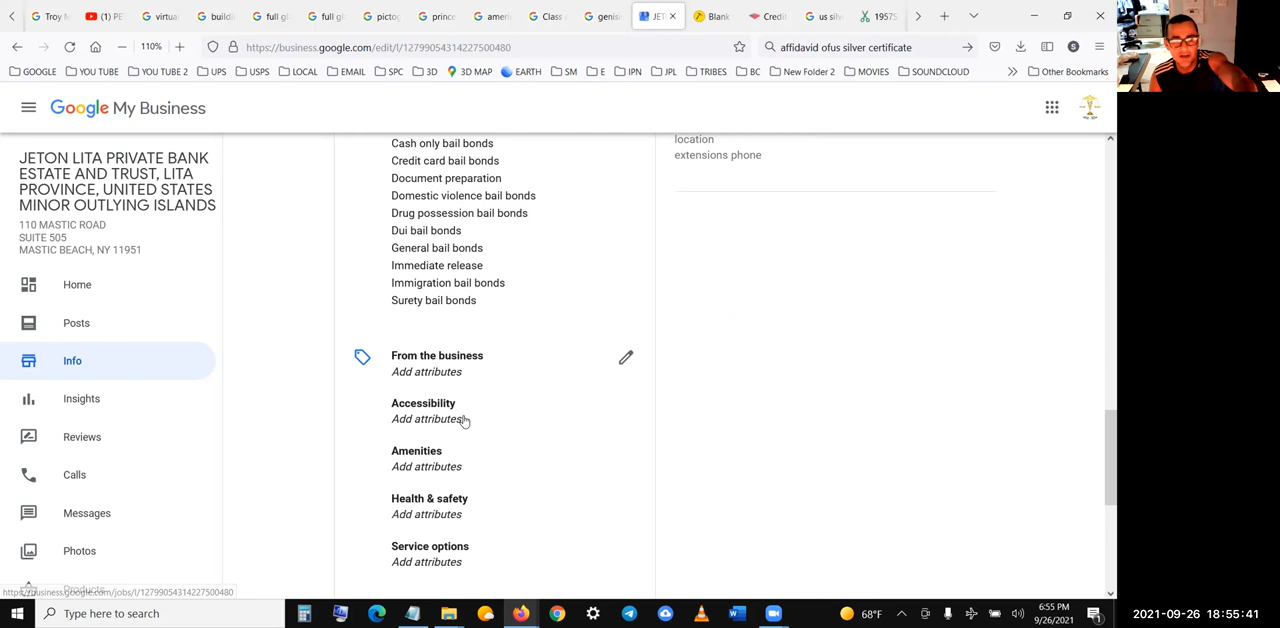 Troy M
(1) PE
virtua
buildi
full gl
full gl
pictog
prince
ameri
Class
genisi
JET
Blank
Credit
us silv
1957S
110%
https://business.google.com/edit/l/12799054314227500480
affidavid ofus silver certificate
GOOGLE
YOU TUBE
YOU TUBE 2
UPS
USPS
LOCAL
EMAIL
SPC
3D
3D MAP
EARTH
SM
E
IPN
JPL
TRIBES
BC
New Folder 2
MOVIES
SOUNDCLOUD
Other Bookmarks
Google My Business
JETON LITA PRIVATE BANK
ESTATE AND TRUST, LITA
PROVINCE, UNITED STATES
MINOR OUTLYING ISLANDS
110 MASTIC ROAD
SUITE 505
MASTIC BEACH, NY 11951
Home
Posts
Info
Insights
Reviews
Calls
Messages
Photos
Products
https://business.google.com/jobs/l/12799054314227500480
Cash only bail bonds
Credit card bail bonds
Document preparation
Domestic violence bail bonds
Drug possession bail bonds
Dui bail bonds
General bail bonds
Immediate release
Immigration bail bonds
Surety bail bonds
From the business
Add attributes
Accessibility
Add attributes
Amenities
Add attributes
Health & safety
Add attributes
Service options
Add attributes
location
extensions phone
Type here to search
68°F
6:55 PM
9/26/2021
1
2021-09-26 18:55:41